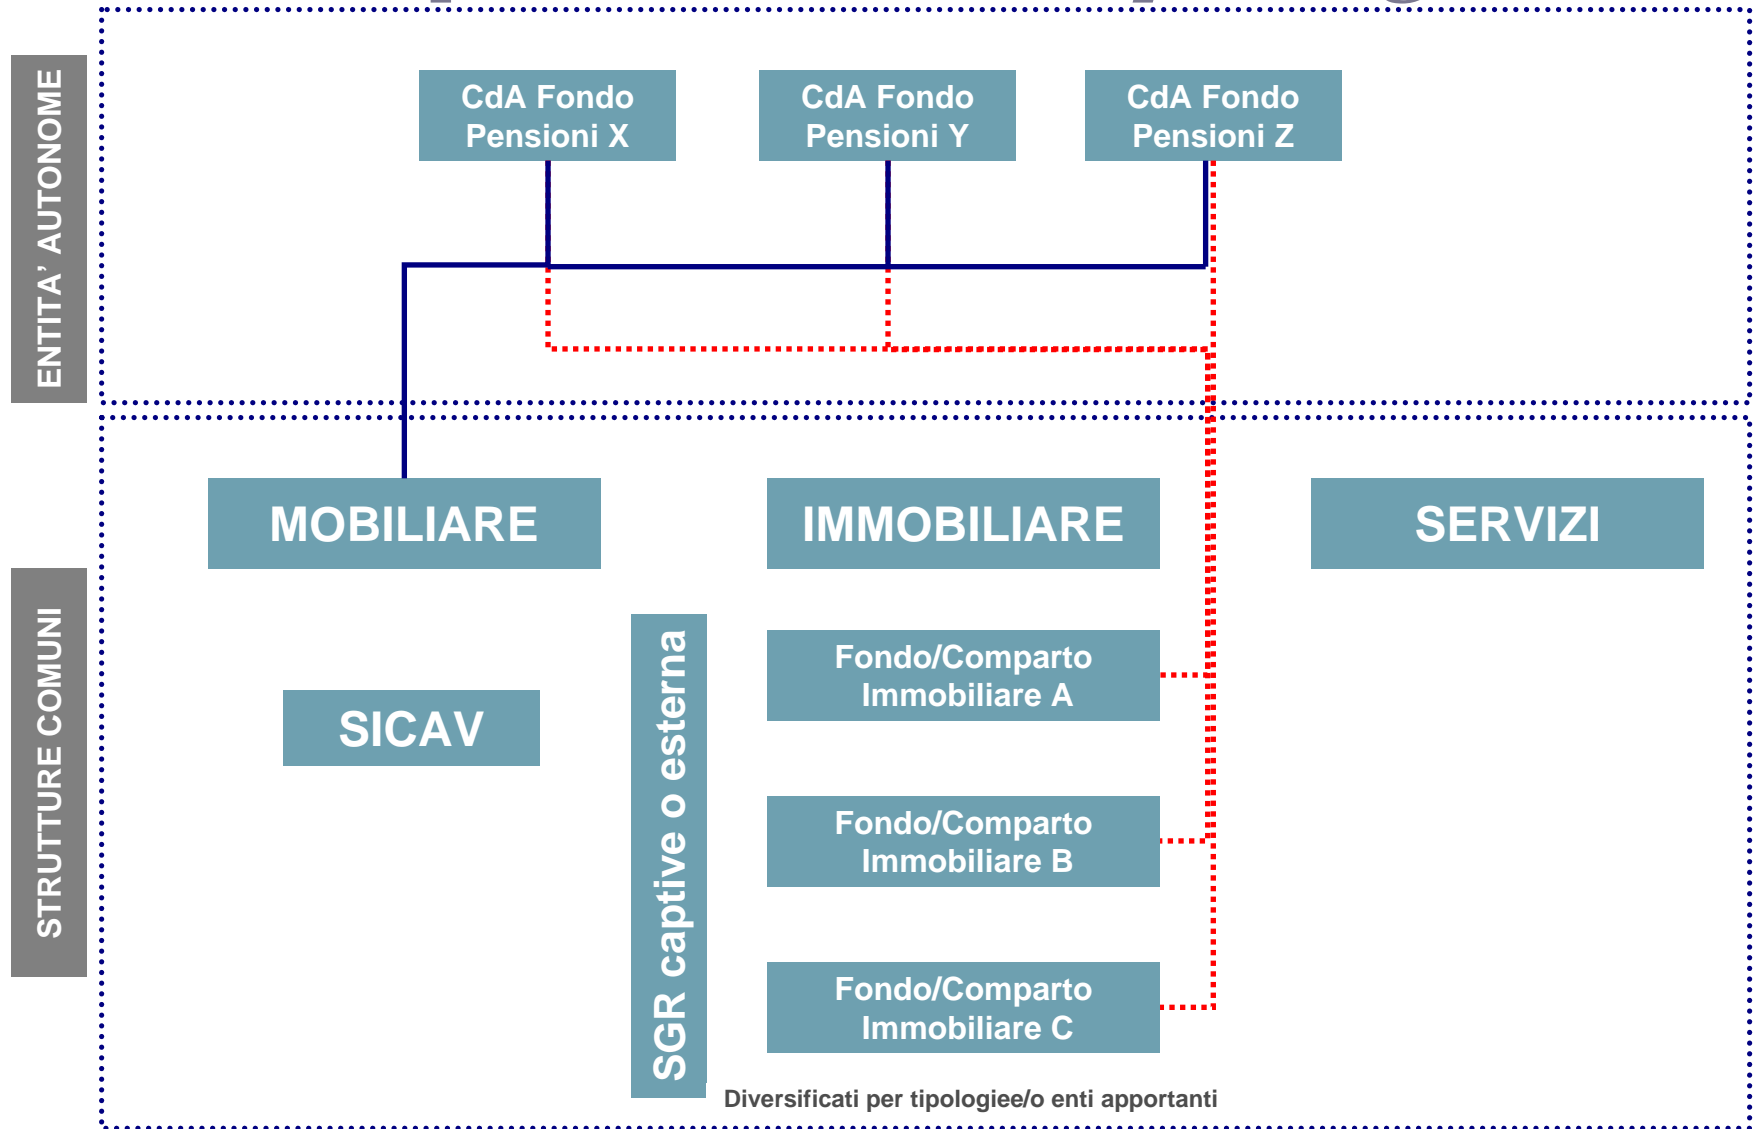 ENTITA’ AUTONOME
CdA Fondo
Pensioni X
CdA Fondo
Pensioni Y
CdA Fondo
Pensioni Z
STRUTTURE COMUNI
MOBILIARE
IMMOBILIARE
SERVIZI
SICAV
SGR captive o esterna
Fondo/Comparto
Immobiliare A
Fondo/Comparto
Immobiliare B
Fondo/Comparto
Immobiliare C
Diversificati per tipologiee/o enti apportanti